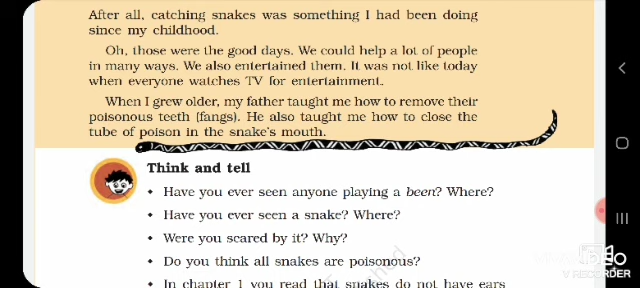 After all, catching snakes was something I had been doing
since my childhood.
Oh, those were the good days. We could help a lot of people
in many ways. We also entertained them. It was not like today
when everyone watches TV for entertainment.
When I grew older, my father taught me how to remove their
poisonous teeth (fangs). He also taught me how to close the
tube of poison in the snake's mouth.
Think and tell
• Have you ever seen anyone playing a been? Where?
• Have you ever seen a snake? Where?
• Were you scared by it? Why?
• Do you think all snakes are poisonous?
• In chapter 1 you read that snakes do not have ears
V RECORDER